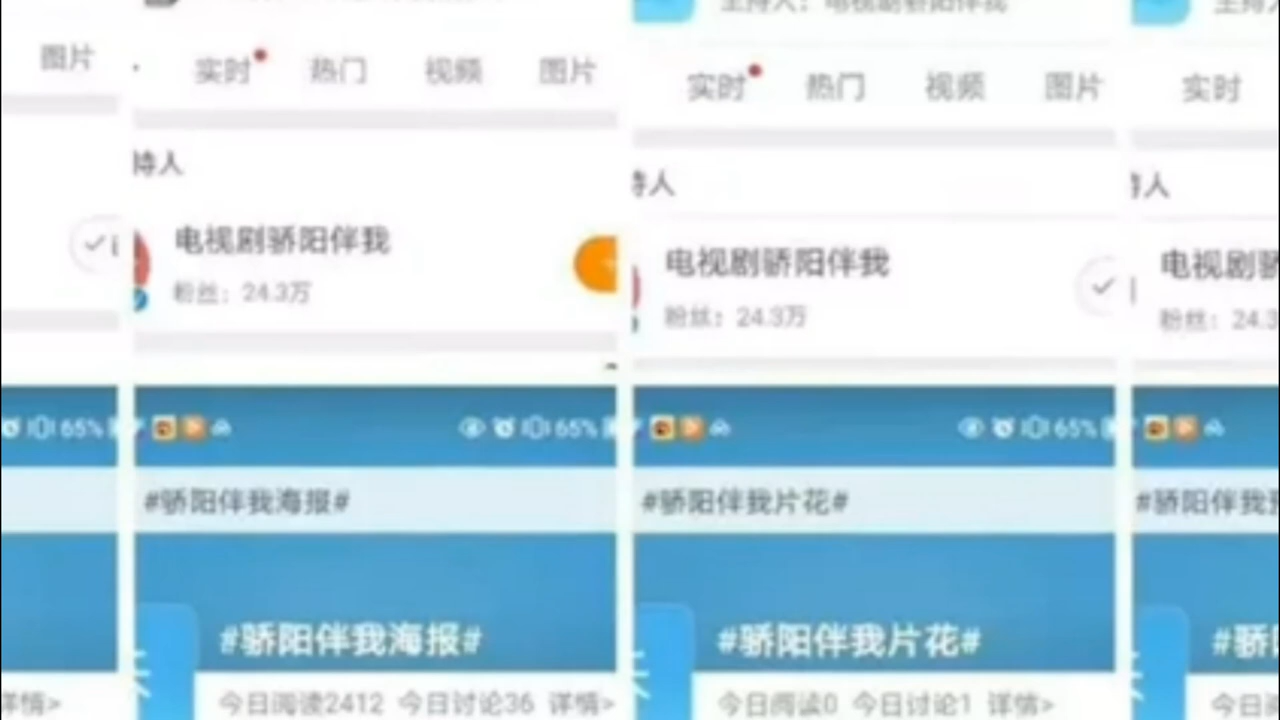 主持人：电视剧骄阳伴我
图片
实时 热门 视频 图片
实时 热门 视频 图片
实时
持人
持人
持人
电视剧骄阳伴我
粉丝：24.3万
电视剧骄阳伴我
粉丝：24.3万
电视剧骄
粉丝：24.3
65%
65%
65%
#骄阳伴我海报#
#骄阳伴我片花#
#骄阳伴我
#骄阳伴我海报#
#骄阳伴我片花#
#骄
详情>
今日阅读2412 今日讨论36 详情>
今日阅读0 今日讨论1 详情>
今日